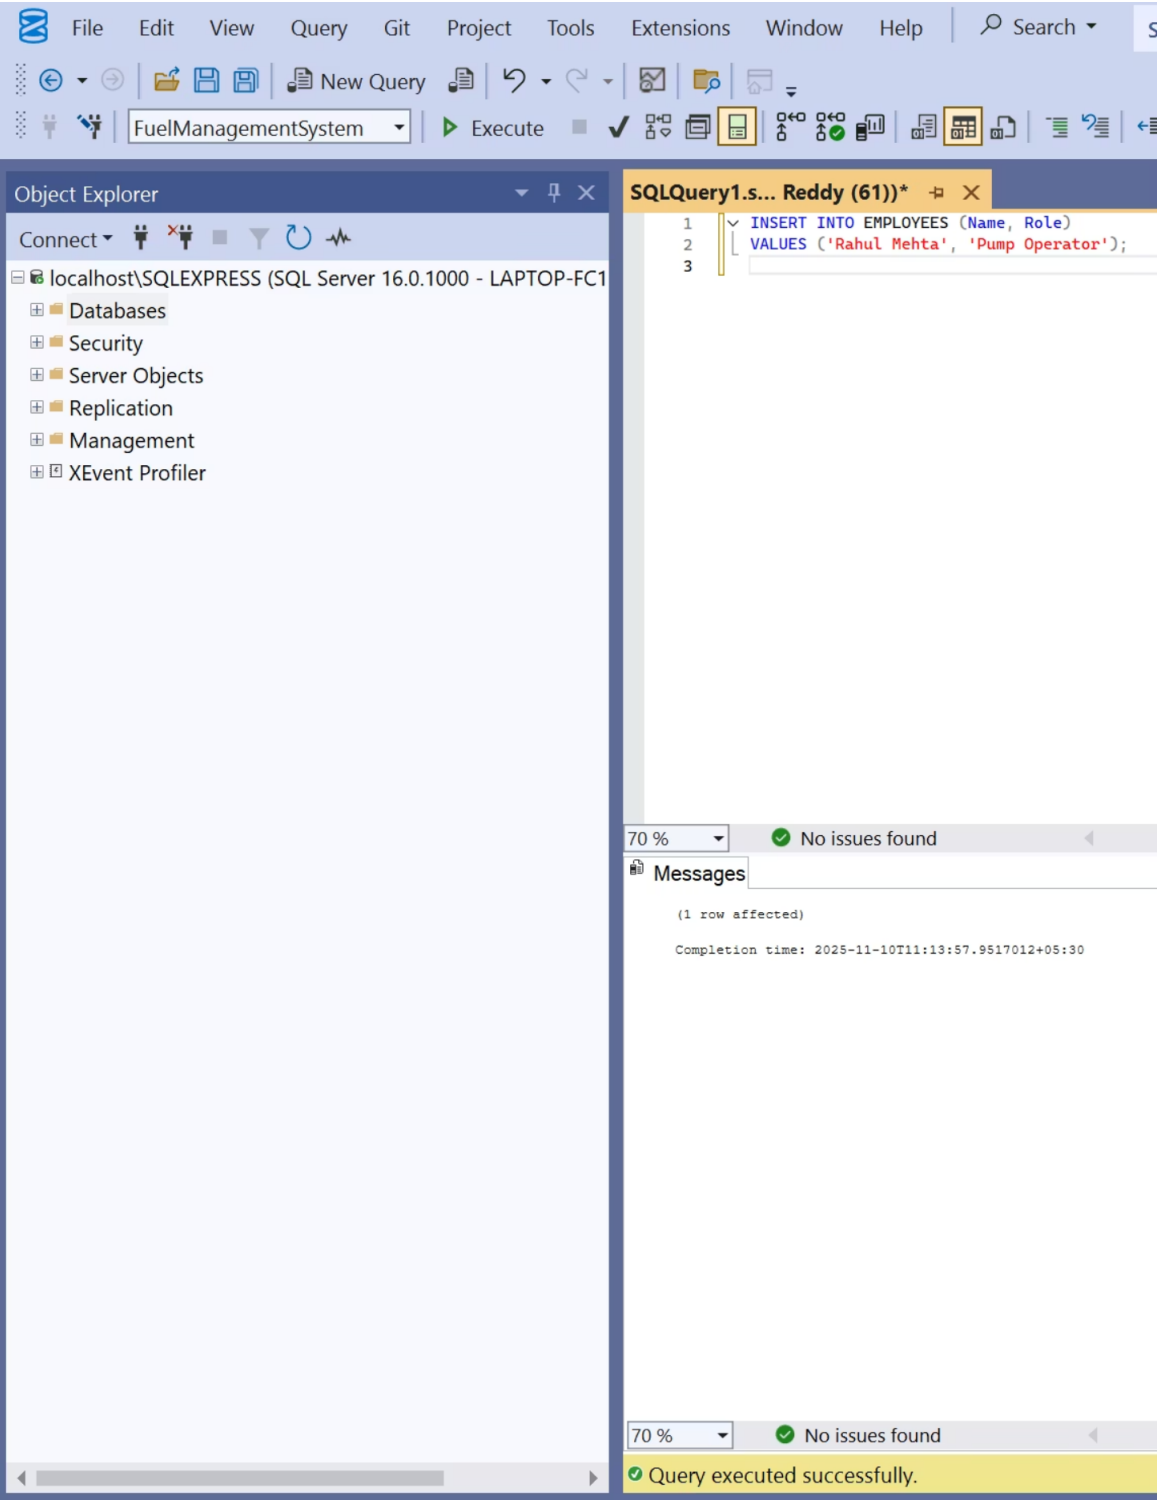 File Edit View Query Git Project Tools Extensions Window Help Search S
New Query
FuelManagementSystem Execute
Object Explorer
Connect
localhost\SQLEXPRESS (SQL Server 16.0.1000 - LAPTOP-FC1
Databases
Security
Server Objects
Replication
Management
XEvent Profiler
SQLQuery1.s... Reddy (61))*
1 INSERT INTO EMPLOYEES (Name, Role)
2 VALUES ('Rahul Mehta', 'Pump Operator');
3
70 % No issues found
Messages
(1 row affected)
Completion time: 2025-11-10T11:13:57.9517012+05:30
70 % No issues found
Query executed successfully.